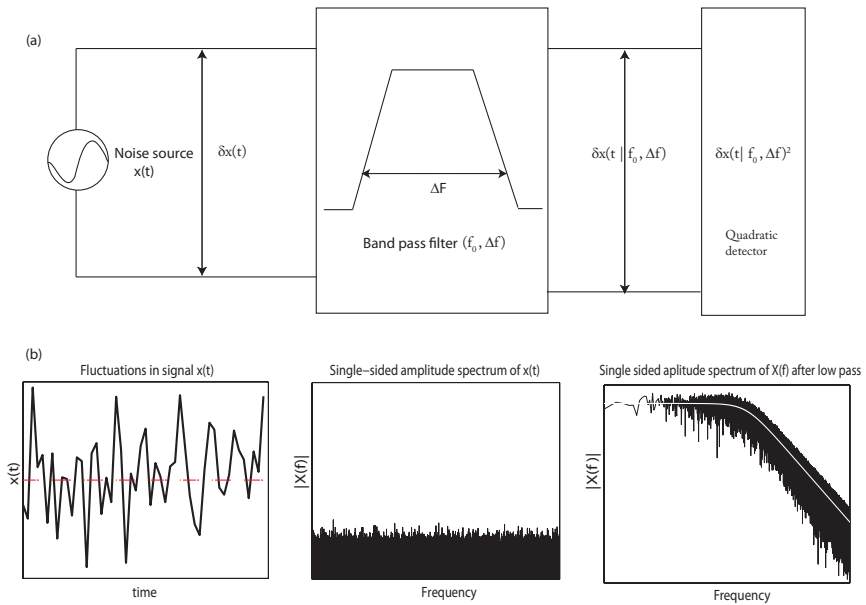 (a)
Noise source
x(t)
δx(t)
ΔF
Band pass filter (f₀, Δf)
δx(t | f₀, Δf)
δx(t| f₀, Δf)²
Quadratic
detector
(b)
Fluctuations in signal x(t)
x(t)
time
Single-sided amplitude spectrum of x(t)
|X(f)|
Frequency
Single sided aplitude spectrum of X(f) after low pass
|X(f)|
Frequency